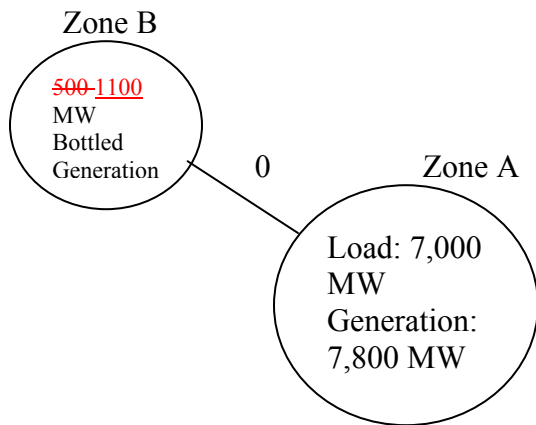 Zone B
500 1100
MW
Bottled
Generation
0
Zone A
Load: 7,000
MW
Generation:
7,800 MW